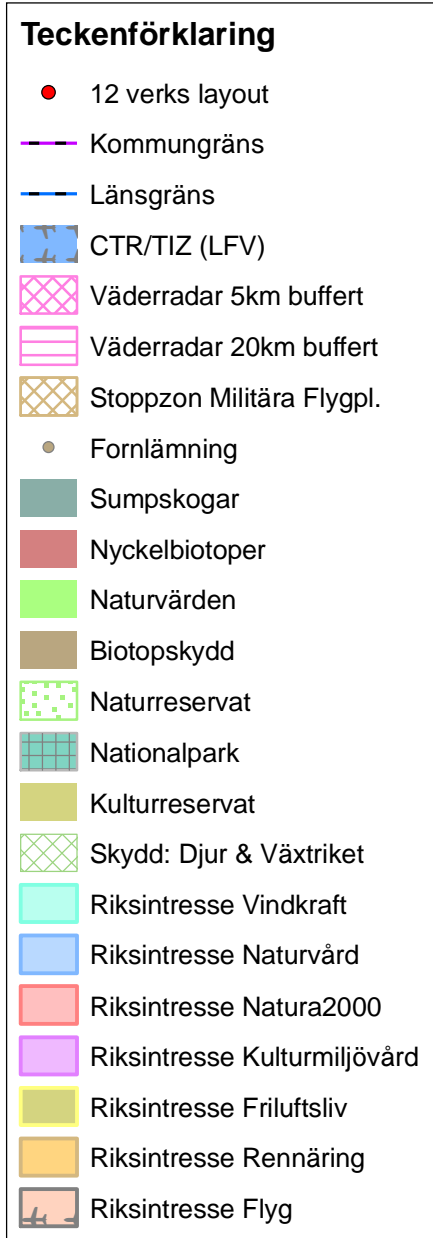 Teckenförklaring
12 verks layout
Kommungräns
Länsgräns
CTR/TIZ (LFV)
Väderradar 5km buffert
Väderradar 20km buffert
Stoppzon Militära Flygpl.
Fornlämning
Sumpskogar
Nyckelbiotoper
Naturvärden
Biotopskydd
Naturreservat
Nationalpark
Kulturreservat
Skydd: Djur & Växtriket
Riksintresse Vindkraft
Riksintresse Naturvård
Riksintresse Natura2000
Riksintresse Kulturmiljövård
Riksintresse Friluftsliv
Riksintresse Rennäring
Riksintresse Flyg